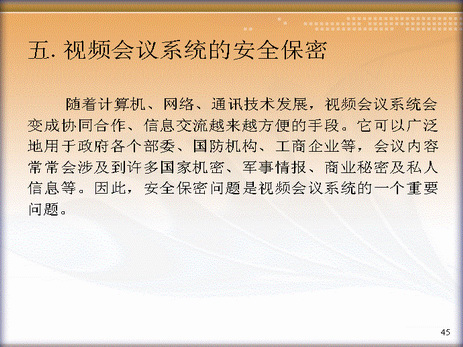 五. 视频会议系统的安全保密
随着计算机、网络、通讯技术发展，视频会议系统会
变成协同合作、信息交流越来越方便的手段。它可以广泛
地用于政府各个部委、国防机构、工商企业等，会议内容
常常会涉及到许多国家机密、军事情报、商业秘密及私人
信息等。因此，安全保密问题是视频会议系统的一个重要
问题。
45